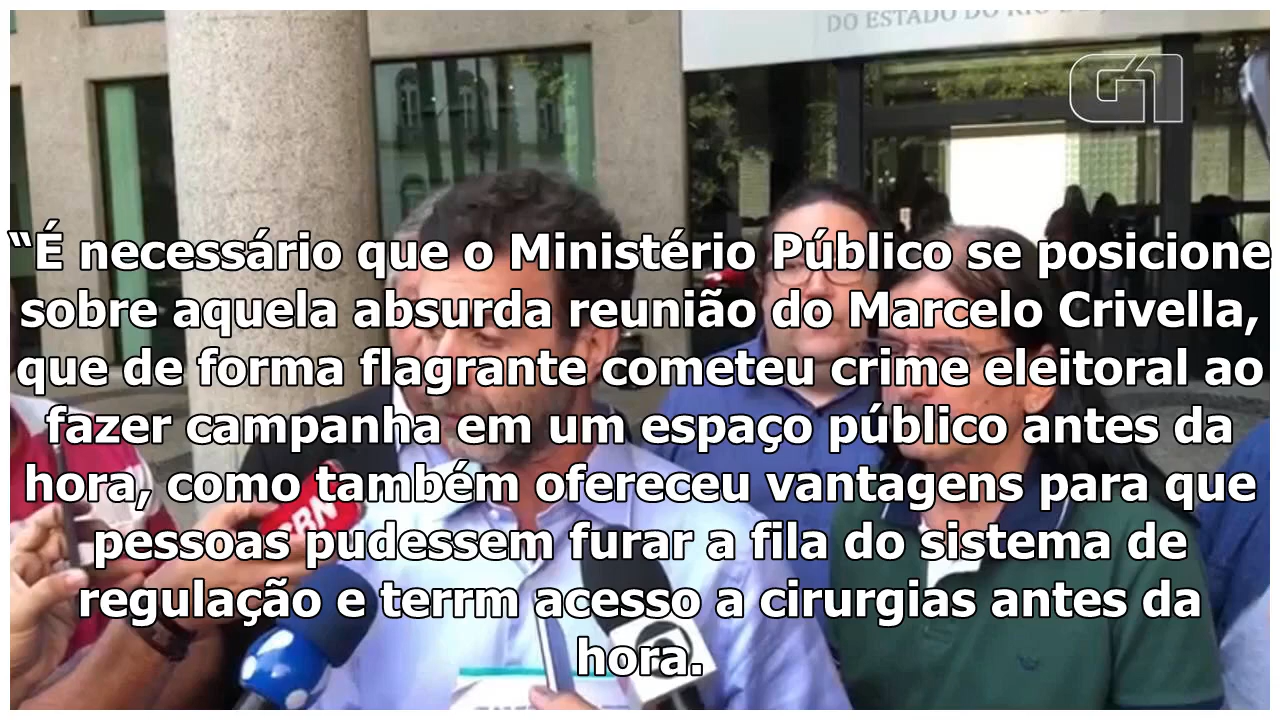 DO ESTADO DO RIO DE
G1
“É necessário que o Ministério Público se posicione
sobre aquela absurda reunião do Marcelo Crivella,
que de forma flagrante cometeu crime eleitoral ao
fazer campanha em um espaço público antes da
hora, como também ofereceu vantagens para que
pessoas pudessem furar a fila do sistema de
regulação e terrm acesso a cirurgias antes da
hora.